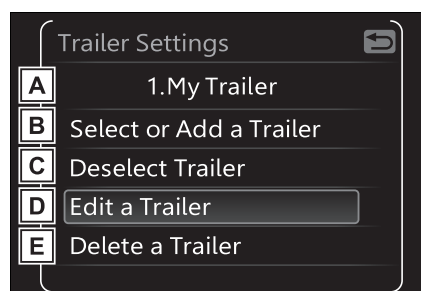 Trailer Settings
A 1.My Trailer
B Select or Add a Trailer
C Deselect Trailer
D Edit a Trailer
E Delete a Trailer